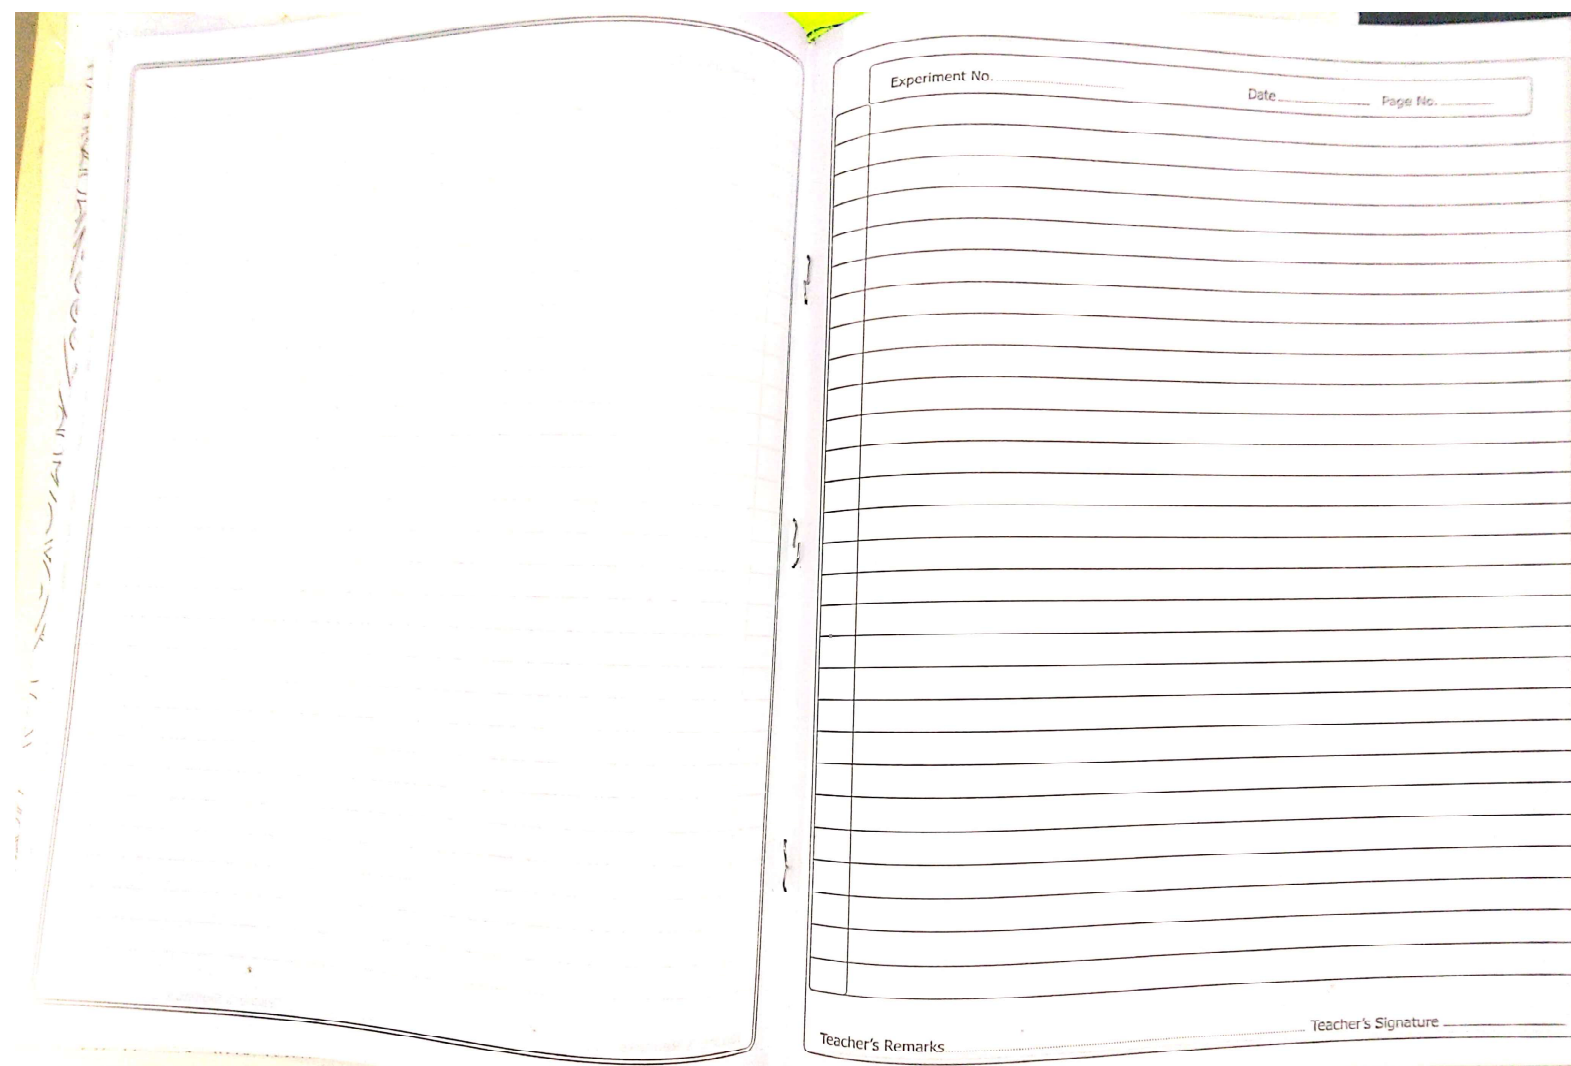 Experiment No.
Date Page No.
Teacher's Signature
Teacher's Remarks